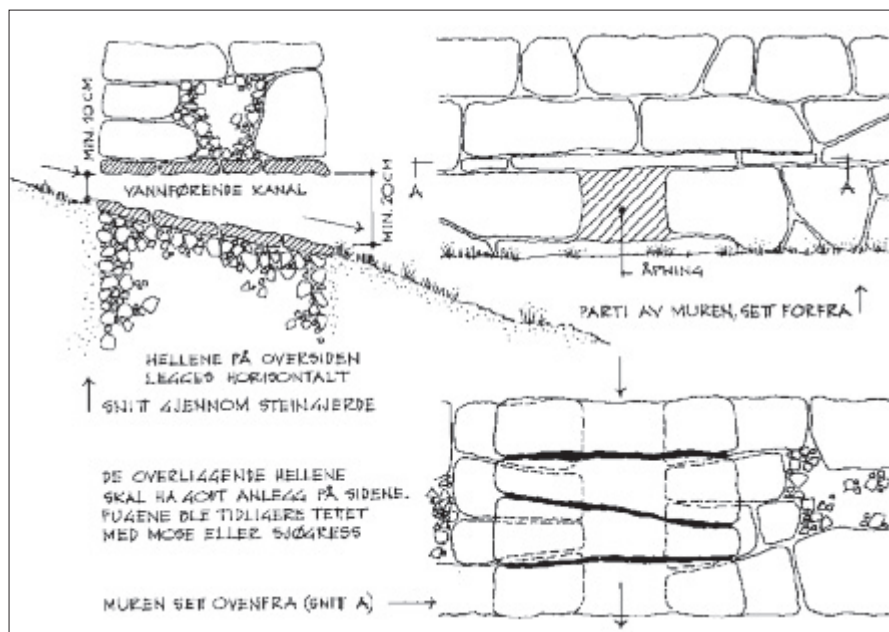 MIN. 10 CM
VANNFØRENDE KANAL
MIN. 20 CM
HELLENE PÅ OVERSIDEN
LEGGES HORISONTALT
SNITT GJENNOM STEINGJERDE
A
A
ÅPNING
PARTI AV MUREN, SETT FORFRA
DE OVERLIGGENDE HELLENE
SKAL HA GODT ANLEGG PÅ SIDENE.
FUGENE BLE TIDLIGERE TETTET
MED MOSE ELLER SJØGRESS
MUREN SETT OVENFRA (SNITT A)